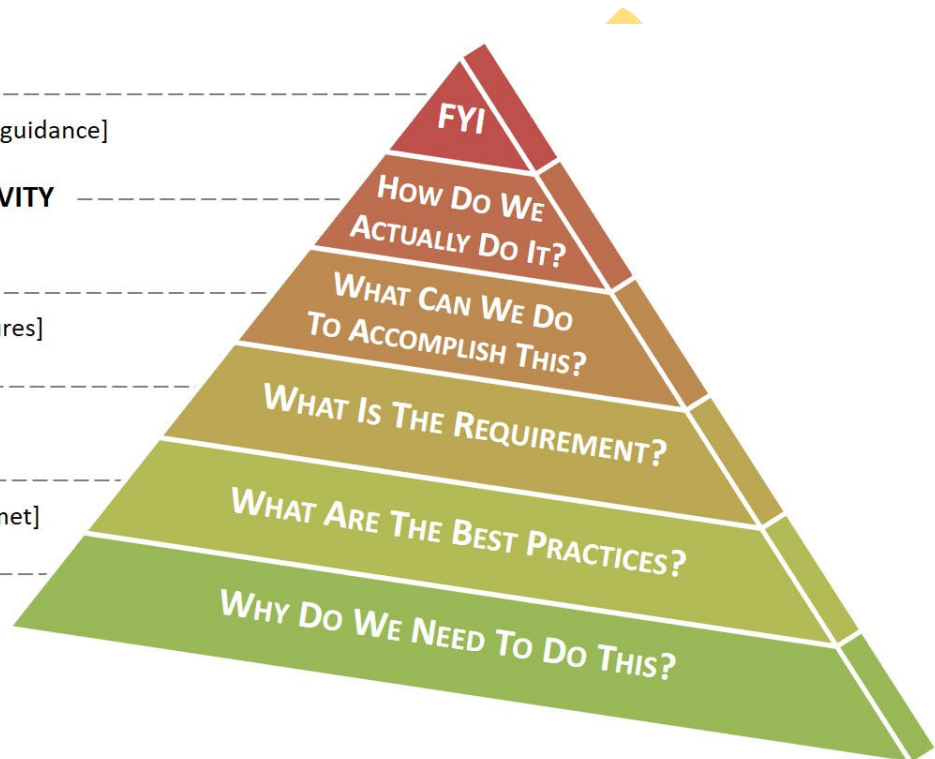 FYI
guidance]
HOW DO WE
ACTUALLY DO IT?
VITY
WHAT CAN WE DO
TO ACCOMPLISH THIS?
res]
WHAT IS THE REQUIREMENT?
WHAT ARE THE BEST PRACTICES?
met]
WHY DO WE NEED TO DO THIS?